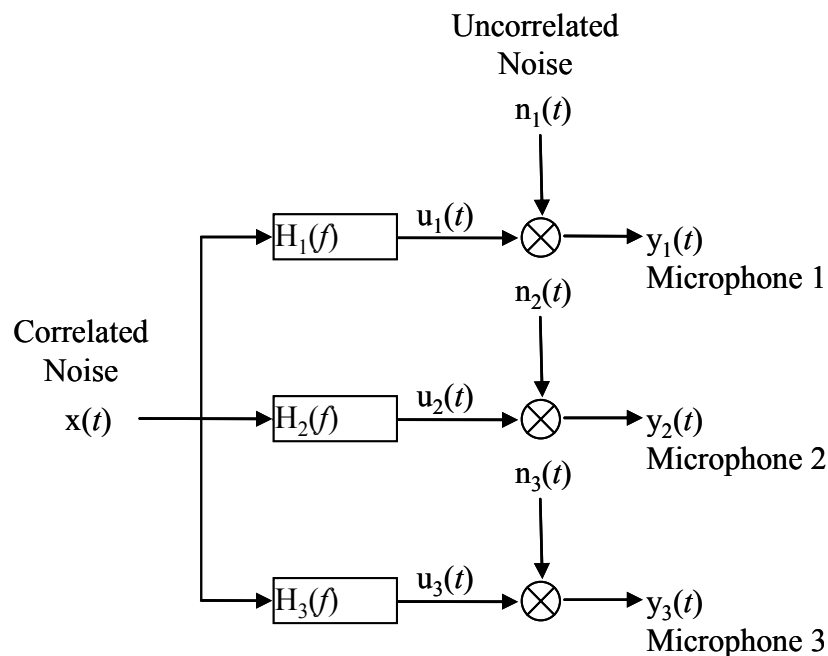 Uncorrelated
Noise
n₁(t)
H₁(f)
u₁(t)
y₁(t)
Microphone 1
n₂(t)
Correlated
Noise
x(t)
H₂(f)
u₂(t)
y₂(t)
Microphone 2
n₃(t)
H₃(f)
u₃(t)
y₃(t)
Microphone 3